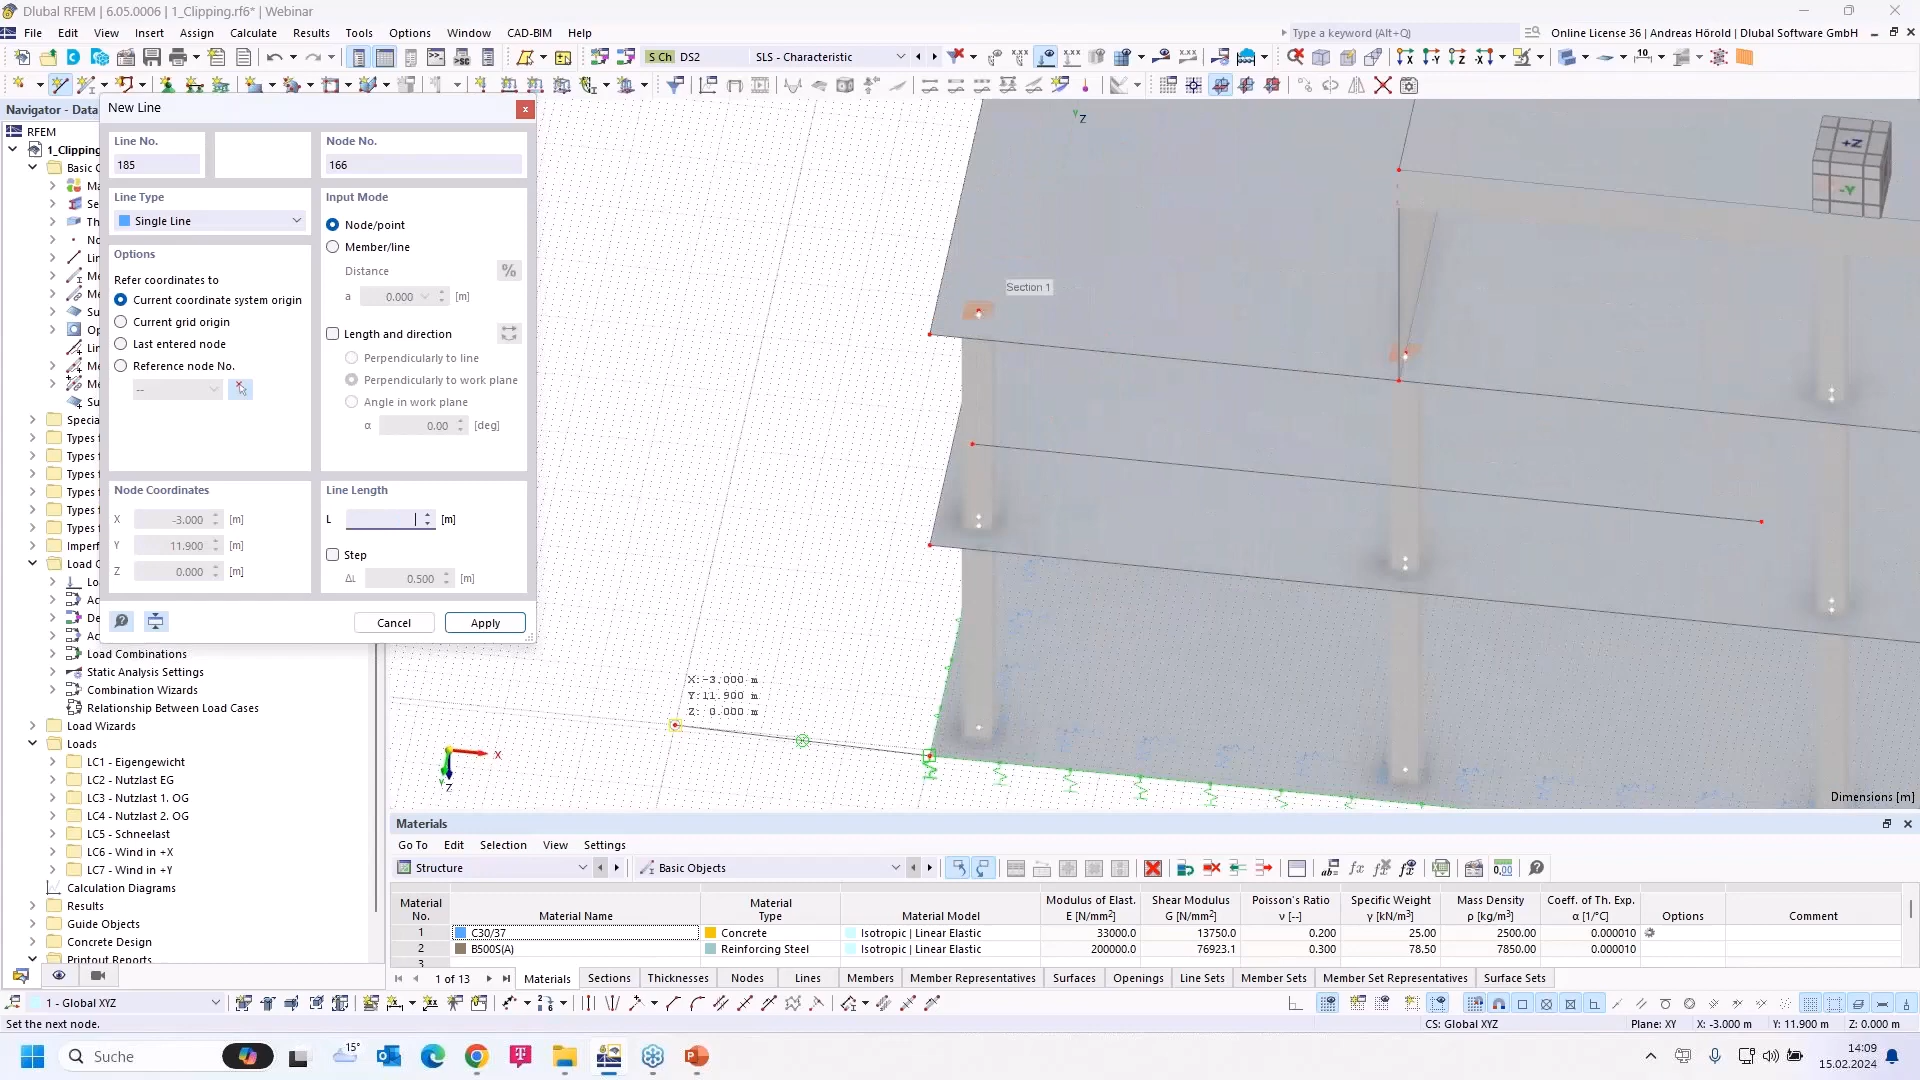 Dlubal RFEM | 6.05.0006 | 1_Clipping.rf6* | Webinar
File Edit View Insert Assign Calculate Results Tools Options Window CAD-BIM Help
Type a keyword (Alt+Q)
Online License 36 | Andreas Hörold | Dlubal Software GmbH
S Ch DS2 SLS - Characteristic
Navigator - Data
RFEM
1_Clipping
Basic
Load Combinations
Static Analysis Settings
Combination Wizards
Relationship Between Load Cases
Load Wizards
Loads
LC1 - Eigengewicht
LC2 - Nutzlast EG
LC3 - Nutzlast 1. OG
LC4 - Nutzlast 2. OG
LC5 - Schneelast
LC6 - Wind in +X
LC7 - Wind in +Y
Calculation Diagrams
Results
Guide Objects
Concrete Design
Printout Reports
New Line
Line No.
185
Node No.
166
Line Type
Single Line
Input Mode
Node/point
Member/line
Distance
%
a 0.000 [m]
Length and direction
Perpendicularly to line
Perpendicularly to work plane
Angle in work plane
α 0.00 [deg]
Options
Refer coordinates to
Current coordinate system origin
Current grid origin
Last entered node
Reference node No.
--
Node Coordinates
X -3.000 [m]
Y 11.900 [m]
Z 0.000 [m]
Line Length
L [m]
Step
ΔL 0.500 [m]
Cancel Apply
Z
Section 1
+Z
-Y
X:-3.000 m
Y:11.900 m
Z: 0.000 m
X
Y
Z
Dimensions [m]
Materials
Go To Edit Selection View Settings
Structure Basic Objects
Material No. Material Name Material Type Material Model Modulus of Elast. E [N/mm²] Shear Modulus G [N/mm²] Poisson's Ratio ν [--] Specific Weight γ [kN/m³] Mass Density ρ [kg/m³] Coeff. of Th. Exp. α [1/°C] Options Comment
1 C30/37 Concrete Isotropic | Linear Elastic 33000.0 13750.0 0.200 25.00 2500.00 0.000010
2 B500S(A) Reinforcing Steel Isotropic | Linear Elastic 200000.0 76923.1 0.300 78.50 7850.00 0.000010
3
1 of 13 Materials Sections Thicknesses Nodes Lines Members Member Representatives Surfaces Openings Line Sets Member Sets Member Set Representatives Surface Sets
1 - Global XYZ
Set the next node.
CS: Global XYZ Plane: XY X: -3.000 m Y: 11.900 m Z: 0.000 m
Suche
15°
14:09
15.02.2024